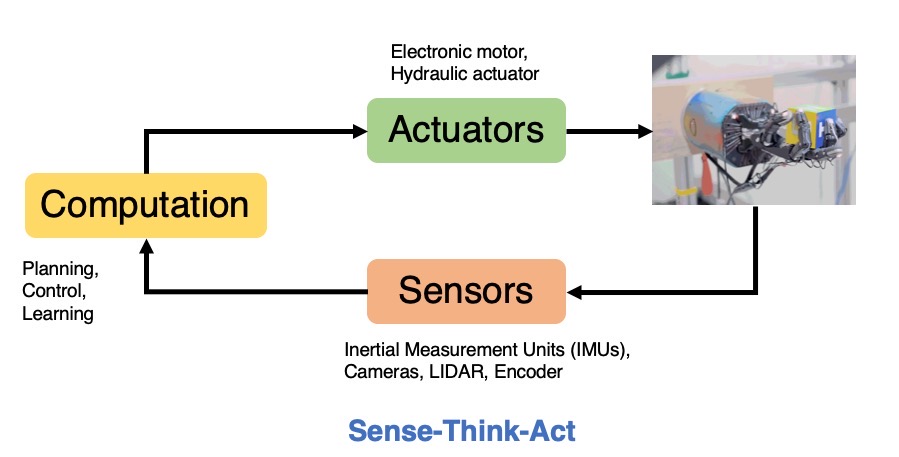 Electronic motor,
Hydraulic actuator
Actuators
Computation
Planning,
Control,
Learning
Sensors
Inertial Measurement Units (IMUs),
Cameras, LIDAR, Encoder
Sense-Think-Act